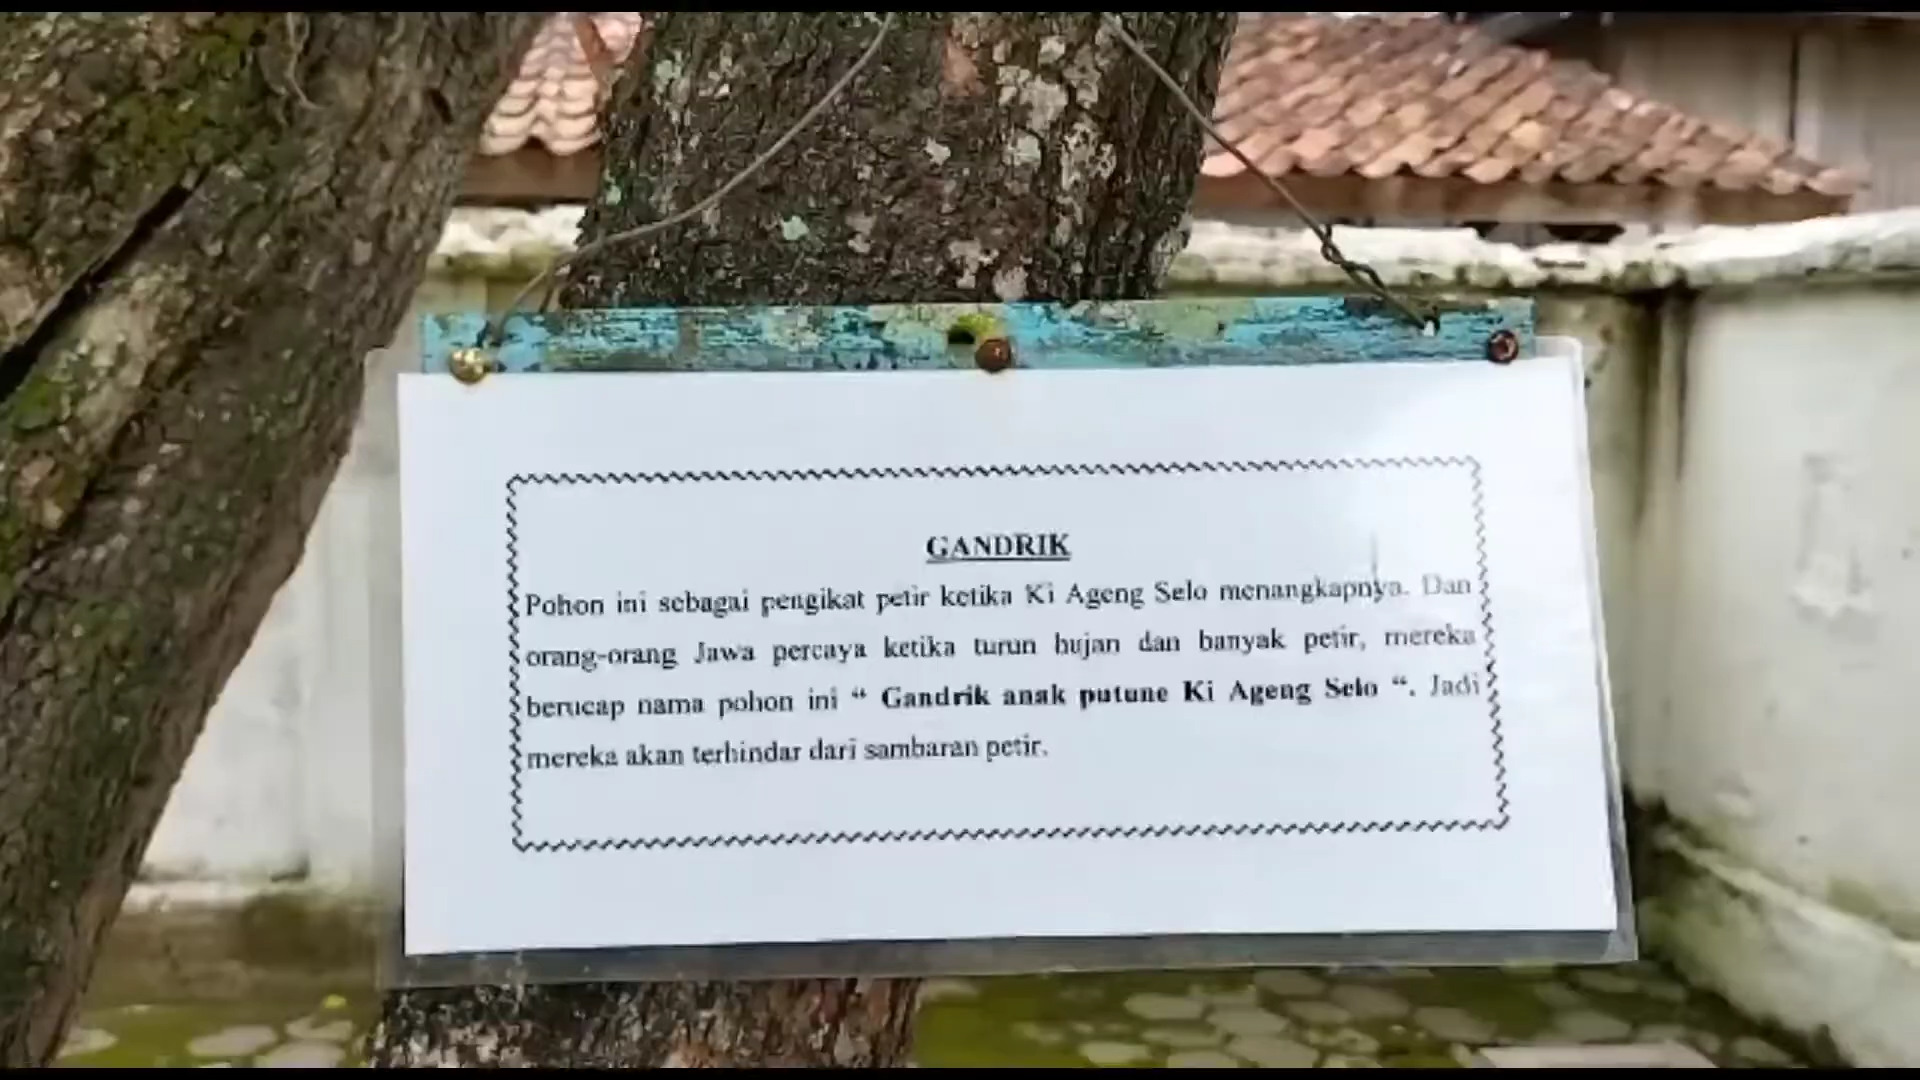 GANDRIK
Pohon ini sebagai pengikat petir ketika Ki Ageng Selo menangkapnya. Dan
orang-orang Jawa percaya ketika turun hujan dan banyak petir, mereka
berucap nama pohon ini “ Gandrik anak putune Ki Ageng Selo “. Jadi
mereka akan terhindar dari sambaran petir.